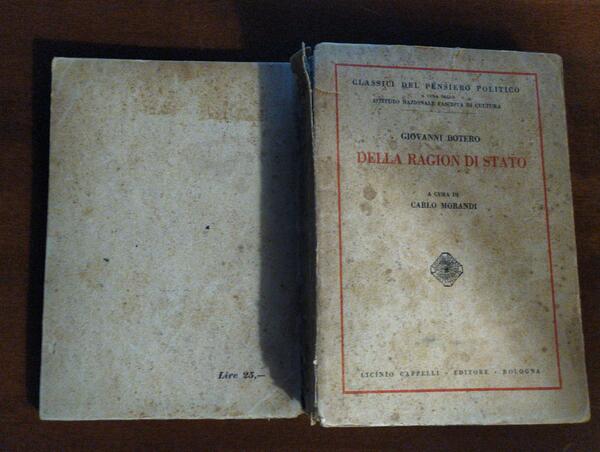 Lire 25,—
CLASSICI DEL PENSIERO POLITICO
A CURA DELLO
ISTITUTO NAZIONALE FASCISTA DI CULTURA
GIOVANNI BOTERO
DELLA RAGION DI STATO
A CURA DI
CARLO MORANDI
LICINIO CAPPELLI - EDITORE - BOLOGNA